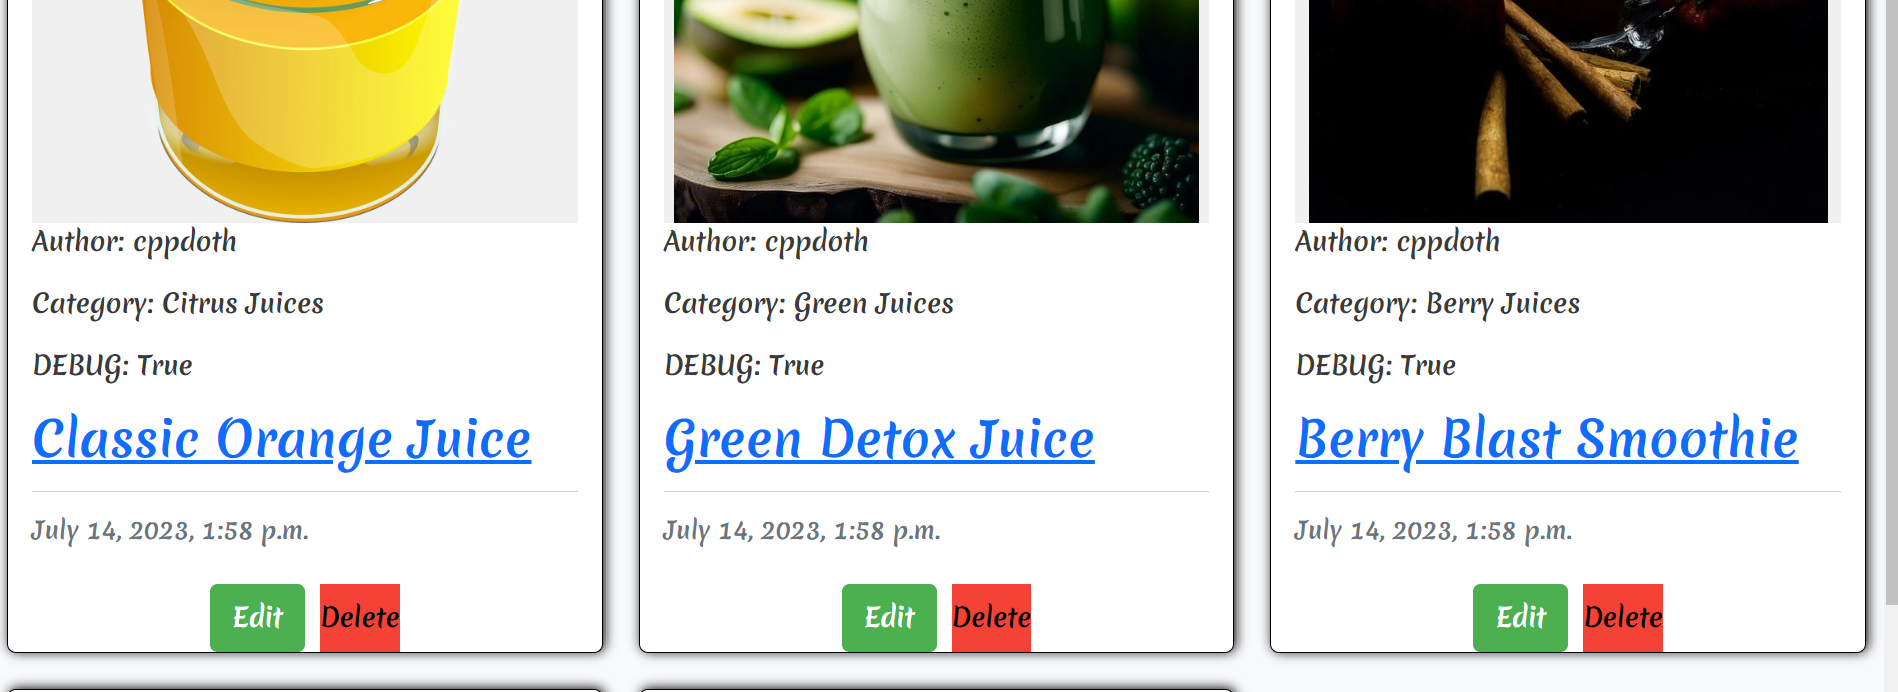 Author: cppdoth
Category: Citrus Juices
DEBUG: True
Classic Orange Juice
July 14, 2023, 1:58 p.m.
Edit Delete
Author: cppdoth
Category: Green Juices
DEBUG: True
Green Detox Juice
July 14, 2023, 1:58 p.m.
Edit Delete
Author: cppdoth
Category: Berry Juices
DEBUG: True
Berry Blast Smoothie
July 14, 2023, 1:58 p.m.
Edit Delete